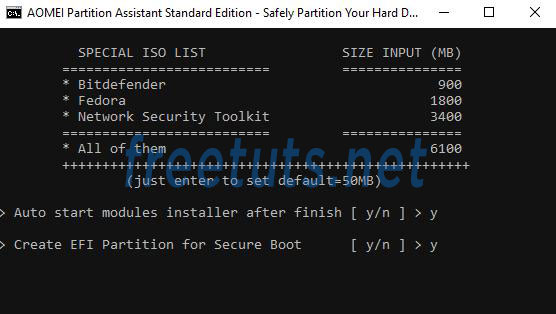 AOMEI Partition Assistant Standard Edition - Safely Partition Your Hard D...
SPECIAL ISO LIST SIZE INPUT (MB)
========================== ===============
* Bitdefender 900
* Fedora 1800
* Network Security Toolkit 3400
========================== ===============
* All of them 6100
+++++++++++++++++++++++++++++++++++++++++++++++++++
(just enter to set default=50MB)
freetuts.net
> Auto start modules installer after finish [ y/n ] > y
> Create EFI Partition for Secure Boot [ y/n ] > y